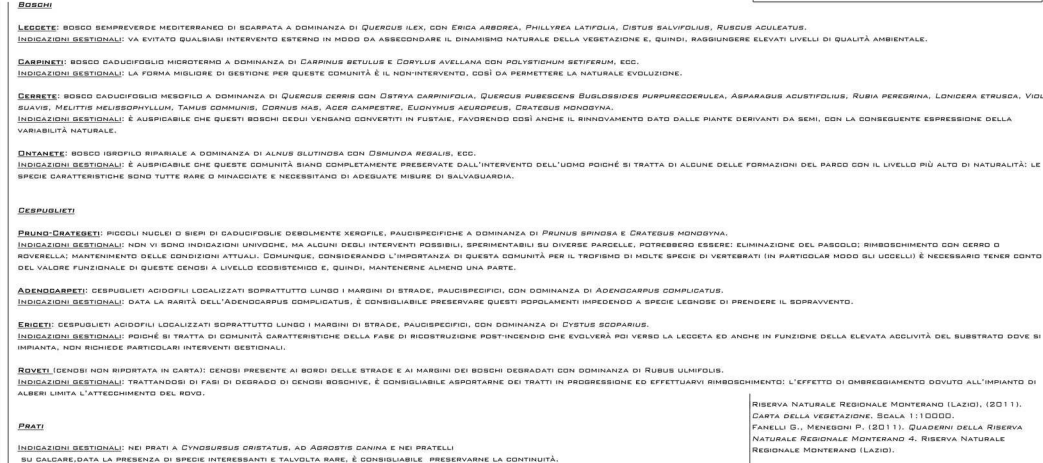 BOSCHI
LECCETE: BOSCO SEMPREVERDE MEDITERRANEO DI SCARPATA A DOMINANZA DI QUERCUS ILEX, CON ERICA ARBOREA, PHILLYREA LATIFOLIA, CISTUS SALVIFOLIUS, RUSCUS ACULEATUS.
INDICAZIONI GESTIONALI: VA EVITATO QUALSIASI INTERVENTO ESTERNO IN MODO DA ASSECONDARE IL DINAMISMO NATURALE DELLA VEGETAZIONE E, QUINDI, RAGGIUNGERE ELEVATI LIVELLI DI QUALITÀ AMBIENTALE.
CARPINETI: BOSCO CADUCIFOGLIO MICROTERMO A DOMINANZA DI CARPINUS BETULUS E CORYLUS AVELLANA CON POLYSTICHUM SETIFERUM, ECC.
INDICAZIONI GESTIONALI: LA FORMA MIGLIORE DI GESTIONE PER QUESTE COMUNITÀ È IL NON-INTERVENTO, COSÌ DA PERMETTERE LA NATURALE EVOLUZIONE.
CERRETE: BOSCO CADUCIFOGLIO MESOFILO A DOMINANZA DI QUERCUS CERRIS CON OSTRYA CARPINIFOLIA, QUERCUS PUBESCENS BUGLOSSIDES PURPURECOERULEA, ASPARAGUS ACUSTIFOLIUS, RUBIA PEREGRINA, LONICERA ETRUSCA, VIOL
SUAVIS, MELITTIS MELISSOPHYLLUM, TAMUS COMMUNIS, CORNUS MAS, ACER CAMPESTRE, EUONYMUS AEUROPEUS, CRATEGUS MONOGYNA.
INDICAZIONI GESTIONALI: È AUSPICABILE CHE QUESTI BOSCHI CEDUI VENGANO CONVERTITI IN FUSTAIE, FAVORENDO COSÌ ANCHE IL RINNOVAMENTO DATO DALLE PIANTE DERIVANTI DA SEMI, CON LA CONSEGUENTE ESPRESSIONE DELLA
VARIABILITÀ NATURALE.
ONTANETE: BOSCO IGROFILO RIPARIALE A DOMINANZA DI ALNUS GLUTINOSA CON OSMUNDA REGALIS, ECC.
INDICAZIONI GESTIONALI: È AUSPICABILE CHE QUESTE COMUNITÀ SIANO COMPLETAMENTE PRESERVATE DALL'INTERVENTO DELL'UOMO POICHÉ SI TRATTA DI ALCUNE DELLE FORMAZIONI DEL PARCO CON IL LIVELLO PIÙ ALTO DI NATURALITÀ: LE
SPECIE CARATTERISTICHE SONO TUTTE RARE O MINACCIATE E NECESSITANO DI ADEGUATE MISURE DI SALVAGUARDIA.
CESPUGLIETI
PRUNO-CRATEGETI: PICCOLI NUCLEI O SIEPI DI CADUCIFOGLIE DEBOLMENTE XEROFILE, PAUCISPECIFICHE A DOMINANZA DI PRUNUS SPINOSA E CRATEGUS MONOGYNA.
INDICAZIONI GESTIONALI: NON VI SONO INDICAZIONI UNIVOCHE, MA ALCUNI DEGLI INTERVENTI POSSIBILI, SPERIMENTABILI SU DIVERSE PARCELLE, POTREBBERO ESSERE: ELIMINAZIONE DEL PASCOLO; RIMBOSCHIMENTO CON CERRO O
ROVERELLA; MANTENIMENTO DELLE CONDIZIONI ATTUALI. COMUNQUE, CONSIDERANDO L'IMPORTANZA DI QUESTA COMUNITÀ PER IL TROFISMO DI MOLTE SPECIE DI VERTEBRATI (IN PARTICOLAR MODO GLI UCCELLI) È NECESSARIO TENER CONTO
DEL VALORE FUNZIONALE DI QUESTE CENOSI A LIVELLO ECOSISTEMICO E, QUINDI, MANTENERNE ALMENO UNA PARTE.
ADENOCARPETI: CESPUGLIETI ACIDOFILI LOCALIZZATI SOPRATTUTTO LUNGO I MARGINI DI STRADE, PAUCISPECIFICI, CON DOMINANZA DI ADENOCARPUS COMPLICATUS.
INDICAZIONI GESTIONALI: DATA LA RARITÀ DELL'ADENOCARPUS COMPLICATUS, È CONSIGLIABILE PRESERVARE QUESTI POPOLAMENTI IMPEDENDO A SPECIE LEGNOSE DI PRENDERE IL SOPRAVVENTO.
ERICETI: CESPUGLIETI ACIDOFILI LOCALIZZATI SOPRATTUTTO LUNGO I MARGINI DI STRADE, PAUCISPECIFICI, CON DOMINANZA DI CYSTUS SCOPARIUS.
INDICAZIONI GESTIONALI: POICHÉ SI TRATTA DI COMUNITÀ CARATTERISTICHE DELLA FASE DI RICOSTRUZIONE POST-INCENDIO CHE EVOLVERÀ POI VERSO LA LECCETA ED ANCHE IN FUNZIONE DELLA ELEVATA ACCLIVITÀ DEL SUBSTRATO DOVE SI
IMPIANTA, NON RICHIEDE PARTICOLARI INTERVENTI GESTIONALI.
ROVETI (CENOSI NON RIPORTATA IN CARTA): CENOSI PRESENTE AI BORDI DELLE STRADE E AI MARGINI DEI BOSCHI DEGRADATI CON DOMINANZA DI RUBUS ULMIFOLIS.
INDICAZIONI GESTIONALI: TRATTANDOSI DI FASI DI DEGRADO DI CENOSI BOSCHIVE, È CONSIGLIABILE ASPORTARNE DEI TRATTI IN PROGRESSIONE ED EFFETTUARVI RIMBOSCHIMENTO: L'EFFETTO DI OMBREGGIAMENTO DOVUTO ALL'IMPIANTO DI
ALBERI LIMITA L'ATTECCHIMENTO DEL ROVO.
PRATI
INDICAZIONI GESTIONALI: NEI PRATI A CYNOSURSUS CRISTATUS, AD AGROSTIS CANINA E NEI PRATELLI
SU CALCARE,DATA LA PRESENZA DI SPECIE INTERESSANTI E TALVOLTA RARE, È CONSIGLIABILE PRESERVARNE LA CONTINUITÀ.
RISERVA NATURALE REGIONALE MONTERANO (LAZIO), (2011).
CARTA DELLA VEGETAZIONE. SCALA 1:10000.
FANELLI G., MENEGONI P. (2011). QUADERNI DELLA RISERVA
NATURALE REGIONALE MONTERANO 4. RISERVA NATURALE
REGIONALE MONTERANO (LAZIO).